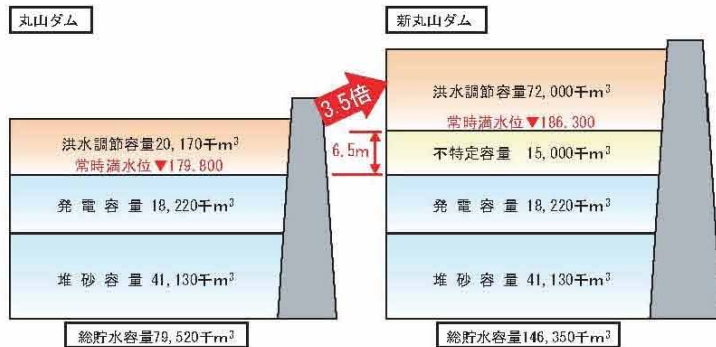 丸山ダム
洪水調節容量20,170千m³
常時満水位▼179.800
発電容量 18,220千m³
堆砂容量 41,130千m³
総貯水容量79,520千m³
3.5倍
6.5m
新丸山ダム
洪水調節容量72,000千m³
常時満水位▼186.300
不特定容量 15,000千m³
発電容量 18,220千m³
堆砂容量 41,130千m³
総貯水容量146,350千m³